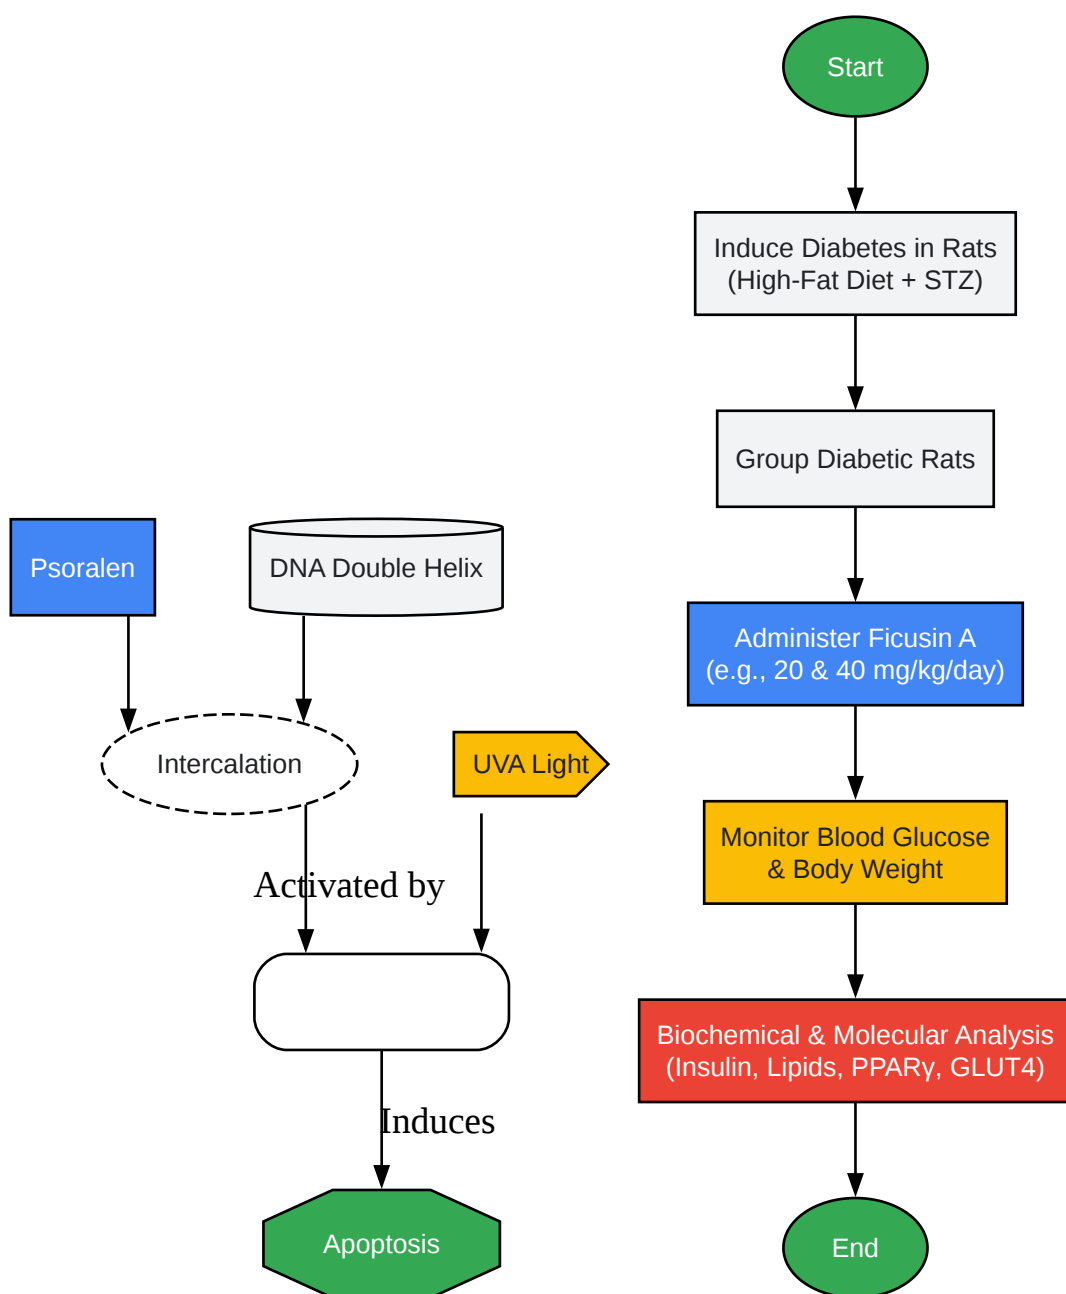 Start
Induce Diabetes in Rats
(High-Fat Diet + STZ)
Group Diabetic Rats
Psoralen
DNA Double Helix
Administer Ficusin A
(e.g., 20 & 40 mg/kg/day)
Intercalation
UVA Light
Monitor Blood Glucose
& Body Weight
Activated by
Biochemical & Molecular Analysis
(Insulin, Lipids, PPARγ, GLUT4)
Induces
Apoptosis
End